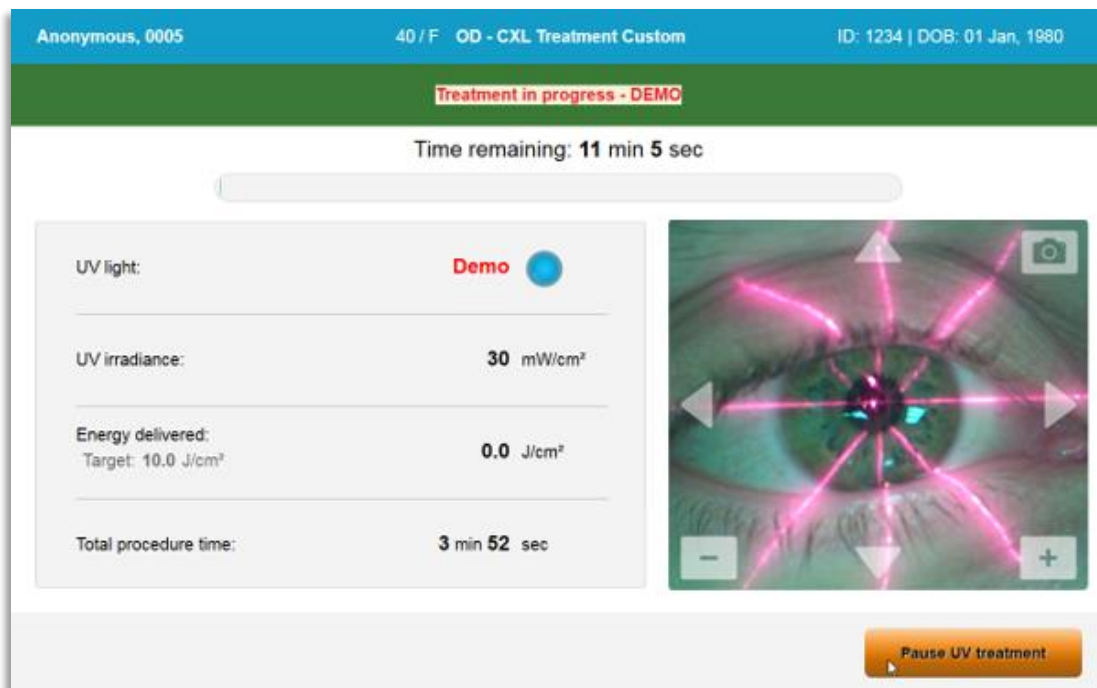 Anonymous, 0005 40 / F OD - CXL Treatment Custom ID: 1234 | DOB: 01 Jan, 1980
Treatment in progress - DEMO
Time remaining: 11 min 5 sec
UV light: Demo
UV irradiance: 30 mW/cm²
Energy delivered:
Target: 10.0 J/cm²
0.0 J/cm²
Total procedure time: 3 min 52 sec
Pause UV treatment